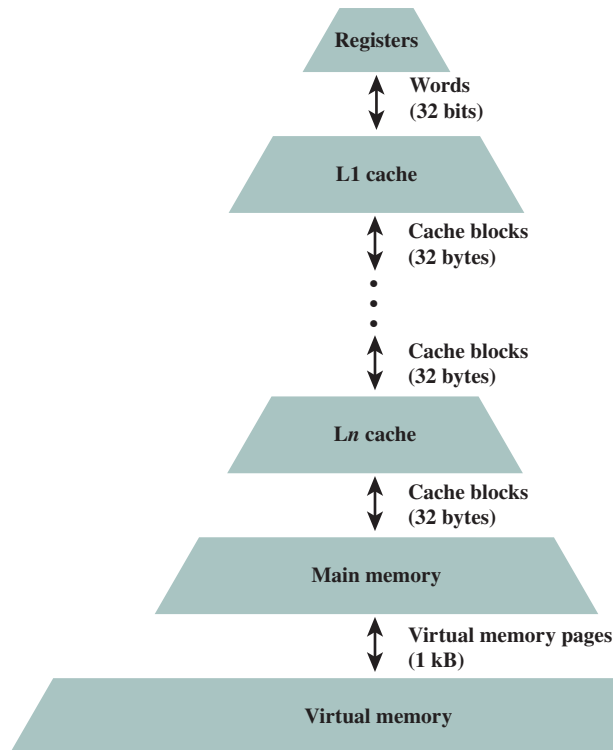 Registers
Words
(32 bits)
L1 cache
Cache blocks
(32 bytes)
Cache blocks
(32 bytes)
Ln cache
Cache blocks
(32 bytes)
Main memory
Virtual memory pages
(1 kB)
Virtual memory